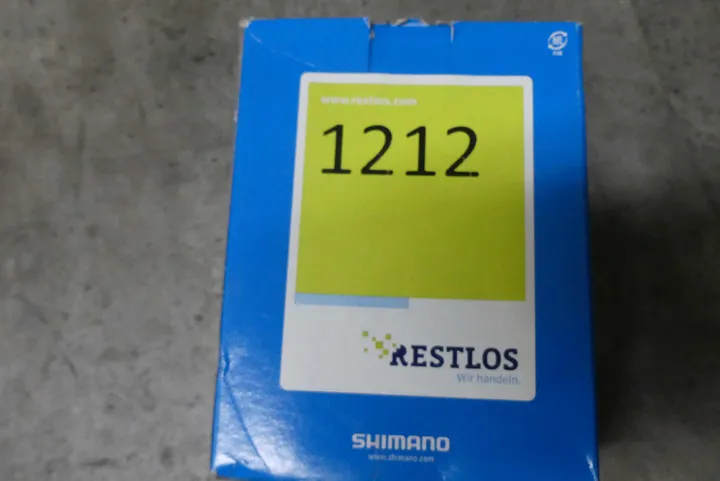 www.restlos.com
1212
RESTLOS
Wir handeln.
SHIMANO
www.shimano.com